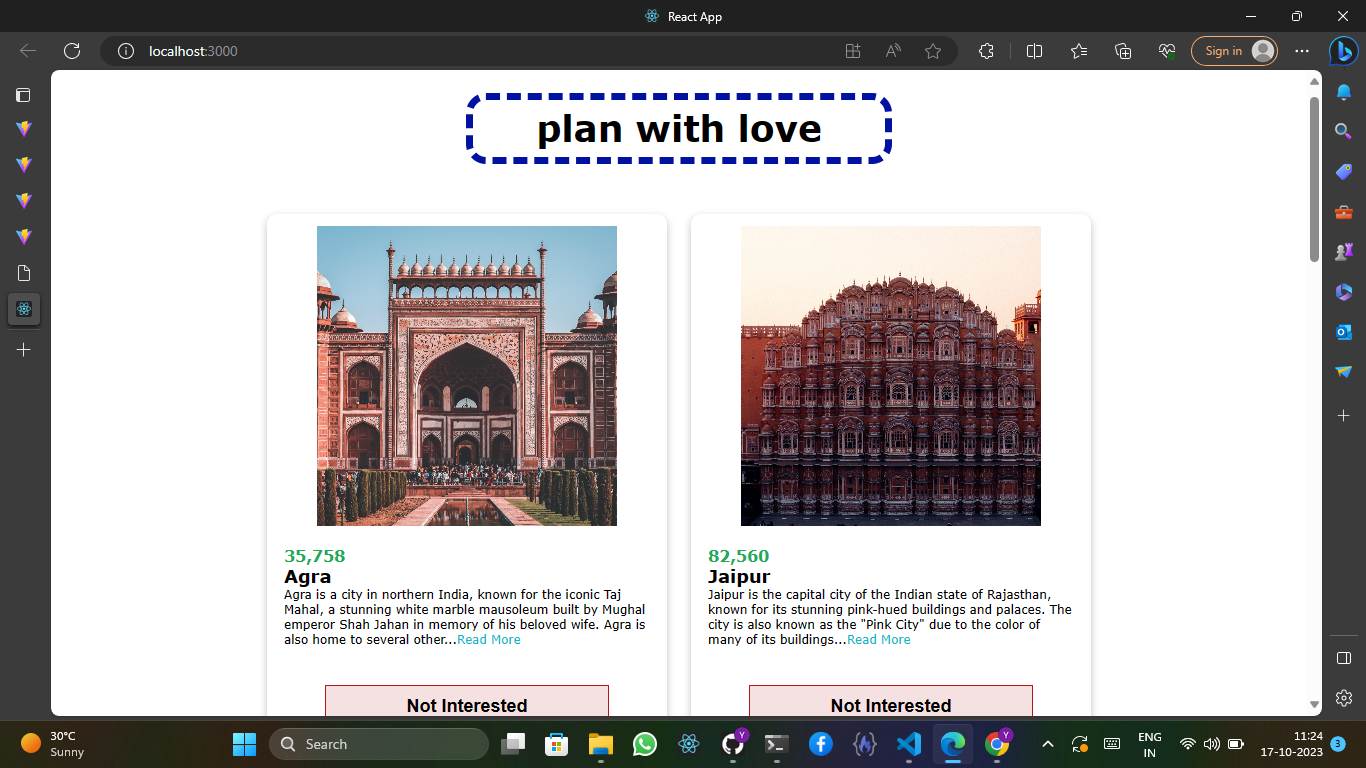 React App
localhost:3000
Sign in
plan with love
35,758
Agra
Agra is a city in northern India, known for the iconic Taj
Mahal, a stunning white marble mausoleum built by Mughal
emperor Shah Jahan in memory of his beloved wife. Agra is
also home to several other...Read More
Not Interested
82,560
Jaipur
Jaipur is the capital city of the Indian state of Rajasthan,
known for its stunning pink-hued buildings and palaces. The
city is also known as the "Pink City" due to the color of
many of its buildings...Read More
Not Interested
30°C
Sunny
Search
Y
Y
ENG
IN
11:24
17-10-2023
3